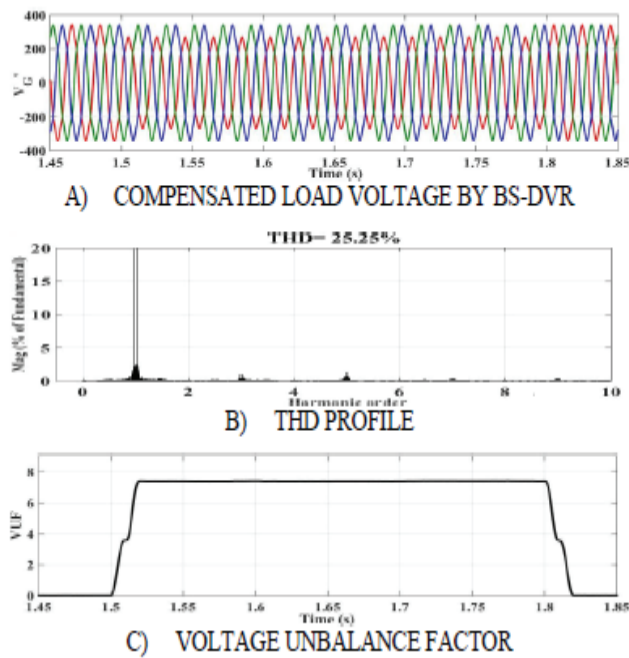 400
200
0
-200
-400
V_G*
1.45 1.5 1.55 1.6 1.65 1.7 1.75 1.8 1.85
Time (s)
A) COMPENSATED LOAD VOLTAGE BY BS-DVR
THD= 25.25%
20
15
10
5
0
Mag (% of Fundamental)
0 2 4 6 8 10
Harmonic order
B) THD PROFILE
8
6
4
2
0
VUF
1.45 1.5 1.55 1.6 1.65 1.7 1.75 1.8 1.85
Time (s)
C) VOLTAGE UNBALANCE FACTOR